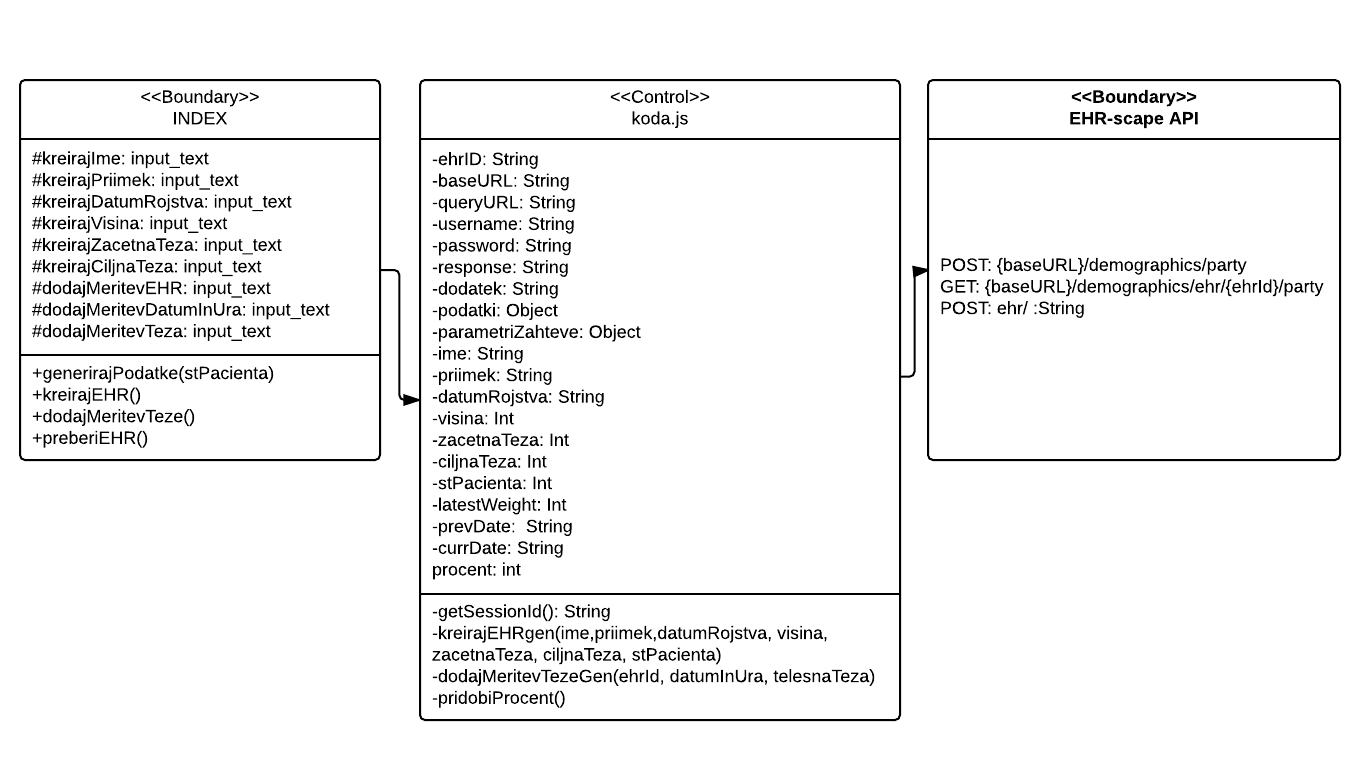 <<Boundary>>
INDEX
#kreirajIme: input_text
#kreirajPriimek: input_text
#kreirajDatumRojstva: input_text
#kreirajVisina: input_text
#kreirajZacetnaTeza: input_text
#kreirajCiljnaTeza: input_text
#dodajMeritevEHR: input_text
#dodajMeritevDatumInUra: input_text
#dodajMeritevTeza: input_text
+generirajPodatke(stPacienta)
+kreirajEHR()
+dodajMeritevTeze()
+preberiEHR()
<<Control>>
koda.js
-ehrID: String
-baseURL: String
-queryURL: String
-username: String
-password: String
-response: String
-dodatek: String
-podatki: Object
-parametriZahteve: Object
-ime: String
-priimek: String
-datumRojstva: String
-visina: Int
-zacetnaTeza: Int
-ciljnaTeza: Int
-stPacienta: Int
-latestWeight: Int
-prevDate:  String
-currDate: String
procent: int
-getSessionId(): String
-kreirajEHRgen(ime,priimek,datumRojstva, visina,
zacetnaTeza, ciljnaTeza, stPacienta)
-dodajMeritevTezeGen(ehrId, datumInUra, telesnaTeza)
-pridobiProcent()
<<Boundary>>
EHR-scape API
POST: {baseURL}/demographics/party
GET: {baseURL}/demographics/ehr/{ehrId}/party
POST: ehr/ :String